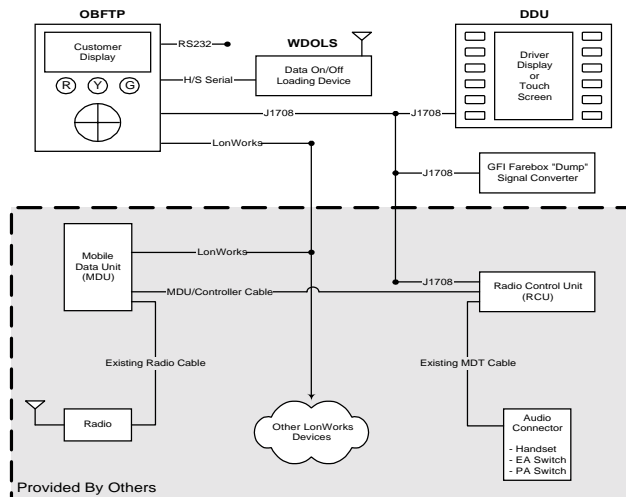 OBFTP
DDU
Customer
Display
R Y G
RS232
WDOLS
H/S Serial
Data On/Off
Loading Device
Driver
Display
or
Touch
Screen
J1708
J1708
LonWorks
J1708
GFI Farebox "Dump"
Signal Converter
Mobile
Data Unit
(MDU)
LonWorks
MDU/Controller Cable
J1708
Radio Control Unit
(RCU)
Existing Radio Cable
Existing MDT Cable
Radio
Other LonWorks
Devices
Audio
Connector
- Handset
- EA Switch
- PA Switch
Provided By Others